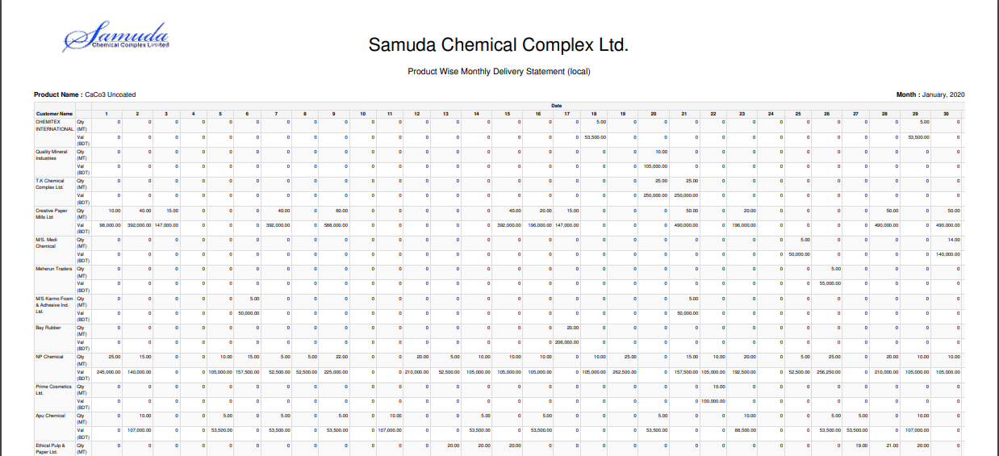 Samuda
Chemical Complex Limited
Samuda Chemical Complex Ltd.
Product Wise Monthly Delivery Statement (local)
Product Name : CaCo3 Uncoated Month : January, 2020
Date
Customer Name 1 2 3 4 5 6 7 8 9 10 11 12 13 14 15 16 17 18 19 20 21 22 23 24 25 26 27 28 29 30
CHEMITEX Qty 0 0 0 0 0 0 0 0 0 0 0 0 0 0 0 0 0 5.00 0 0 0 0 0 0 0 0 0 0 5.00 0
INTERNATIONAL (MT)
Val 0 0 0 0 0 0 0 0 0 0 0 0 0 0 0 0 0 53,500.00 0 0 0 0 0 0 0 0 0 0 53,500.00 0
(BDT)
Quality Mineral Qty 0 0 0 0 0 0 0 0 0 0 0 0 0 0 0 0 0 0 0 10.00 0 0 0 0 0 0 0 0 0 0
Industries (MT)
Val 0 0 0 0 0 0 0 0 0 0 0 0 0 0 0 0 0 0 0 105,000.00 0 0 0 0 0 0 0 0 0 0
(BDT)
T.K Chemical Qty 0 0 0 0 0 0 0 0 0 0 0 0 0 0 0 0 0 0 0 25.00 25.00 0 0 0 0 0 0 0 0 0
Complex Ltd. (MT)
Val 0 0 0 0 0 0 0 0 0 0 0 0 0 0 0 0 0 0 0 250,000.00 250,000.00 0 0 0 0 0 0 0 0 0
(BDT)
Creative Paper Qty 10.00 40.00 15.00 0 0 0 40.00 0 60.00 0 0 0 0 0 40.00 20.00 15.00 0 0 0 50.00 0 20.00 0 0 0 0 50.00 0 50.00
Mills Ltd (MT)
Val 98,000.00 392,000.00 147,000.00 0 0 0 392,000.00 0 588,000.00 0 0 0 0 0 392,000.00 196,000.00 147,000.00 0 0 0 490,000.00 0 196,000.00 0 0 0 0 490,000.00 0 490,000.00
(BDT)
M/S. Medi Qty 0 0 0 0 0 0 0 0 0 0 0 0 0 0 0 0 0 0 0 0 0 0 0 0 5.00 0 0 0 0 14.00
Chemical (MT)
Val 0 0 0 0 0 0 0 0 0 0 0 0 0 0 0 0 0 0 0 0 0 0 0 0 50,000.00 0 0 0 0 140,000.00
(BDT)
Meherun Traders Qty 0 0 0 0 0 0 0 0 0 0 0 0 0 0 0 0 0 0 0 0 0 0 0 0 0 5.00 0 0 0 0
(MT)
Val 0 0 0 0 0 0 0 0 0 0 0 0 0 0 0 0 0 0 0 0 0 0 0 0 0 55,000.00 0 0 0 0
(BDT)
M/S Karmo Foam Qty 0 0 0 0 0 5.00 0 0 0 0 0 0 0 0 0 0 0 0 0 0 5.00 0 0 0 0 0 0 0 0 0
& Adhesive Ind. (MT)
Ltd. Val 0 0 0 0 0 50,000.00 0 0 0 0 0 0 0 0 0 0 0 0 0 0 50,000.00 0 0 0 0 0 0 0 0 0
(BDT)
Bay Rubber Qty 0 0 0 0 0 0 0 0 0 0 0 0 0 0 0 0 20.00 0 0 0 0 0 0 0 0 0 0 0 0 0
(MT)
Val 0 0 0 0 0 0 0 0 0 0 0 0 0 0 0 0 206,000.00 0 0 0 0 0 0 0 0 0 0 0 0 0
(BDT)
NP Chemical Qty 25.00 15.00 0 0 10.00 15.00 5.00 5.00 22.00 0 0 20.00 5.00 10.00 10.00 10.00 0 10.00 25.00 0 15.00 10.00 20.00 0 5.00 25.00 0 20.00 10.00 10.00
(MT)
Val 245,000.00 140,000.00 0 0 105,000.00 157,500.00 52,500.00 52,500.00 225,000.00 0 0 210,000.00 52,500.00 105,000.00 105,000.00 105,000.00 0 105,000.00 262,500.00 0 157,500.00 105,000.00 192,500.00 0 52,500.00 256,250.00 0 210,000.00 105,000.00 105,000.00
(BDT)
Prime Cosmetics Qty 0 0 0 0 0 0 0 0 0 0 0 0 0 0 0 0 0 0 0 0 0 10.00 0 0 0 0 0 0 0 0
Ltd. (MT)
Val 0 0 0 0 0 0 0 0 0 0 0 0 0 0 0 0 0 0 0 0 0 100,000.00 0 0 0 0 0 0 0 0
(BDT)
Apu Chemical Qty 0 10.00 0 0 5.00 0 5.00 0 5.00 0 10.00 0 0 5.00 0 5.00 0 0 0 5.00 0 0 10.00 0 0 5.00 5.00 0 10.00 0
(MT)
Val 0 107,000.00 0 0 53,500.00 0 53,500.00 0 53,500.00 0 107,000.00 0 0 53,500.00 0 53,500.00 0 0 0 53,500.00 0 0 88,500.00 0 0 53,500.00 53,500.00 0 107,000.00 0
(BDT)
Ethical Pulp & Qty 0 0 0 0 0 0 0 0 0 0 0 0 20.00 20.00 20.00 0 0 0 0 0 0 0 0 0 0 0 19.00 21.00 20.00 0
Paper Ltd. (MT)